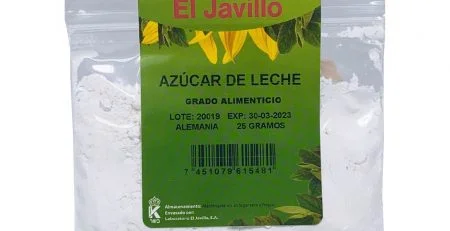 El Javillo
AZÚCAR DE LECHE
GRADO ALIMENTICIO
LOTE: 20019 EXP: 30-03-2023
ALEMANIA 25 GRAMOS
7 451079 615481
Almacenamiento:
Envasado por:
Laboratorio El Javillo, S.A.
K